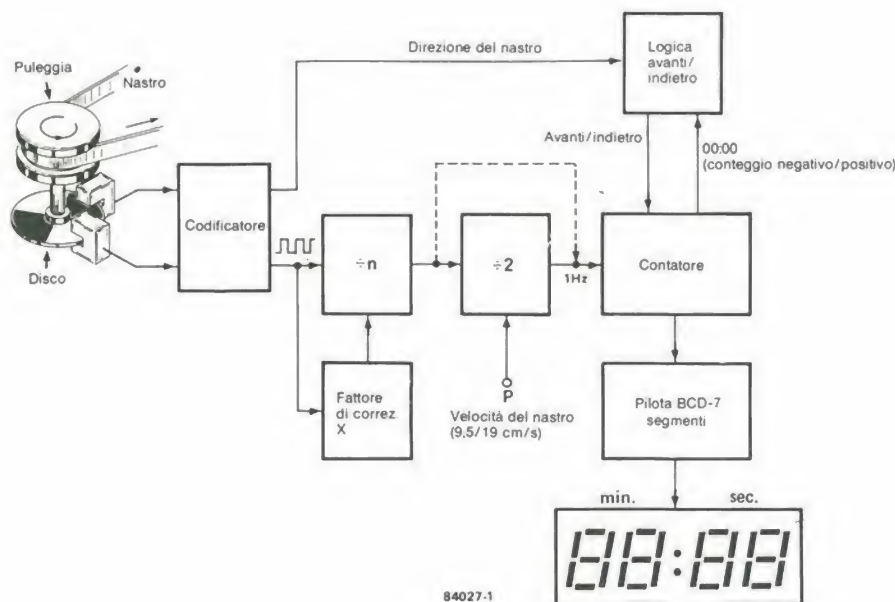 Direzione del nastro
Logica
avanti/
indietro
Puleggia
Nastro
Avanti/indietro
00:00
(conteggio negativo/positivo)
Codificatore
÷n
÷2
1Hz
Contatore
Disco
Fattore
di correz.
X
P
Velocità del nastro
(9,5/19 cm/s)
Pilota BCD-7
segmenti
min. sec.
88:88
84027-1